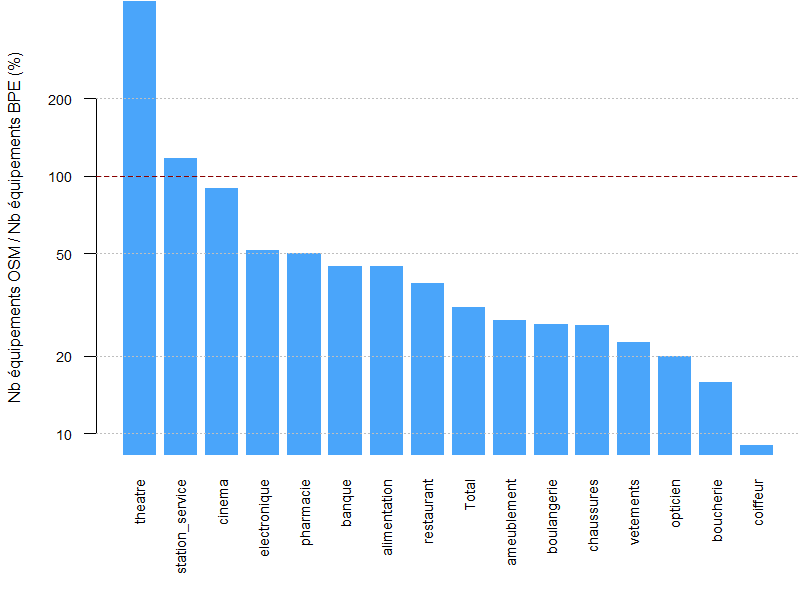 Nb équipements OSM / Nb équipements BPE (%)
200
100
50
20
10
theatre
station_service
cinema
electronique
pharmacie
banque
alimentation
restaurant
Total
ameublement
boulangerie
chaussures
vetements
opticien
boucherie
coiffeur